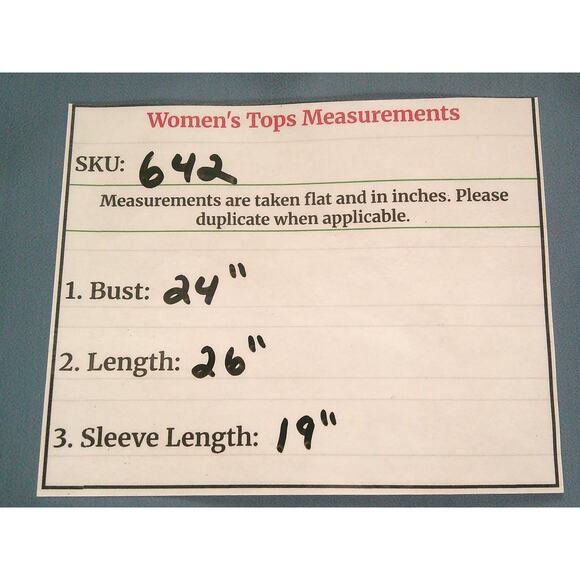 Women's Tops Measurements
SKU: 642
Measurements are taken flat and in inches. Please
duplicate when applicable.
1. Bust: 24"
2. Length: 26"
3. Sleeve Length: 19"